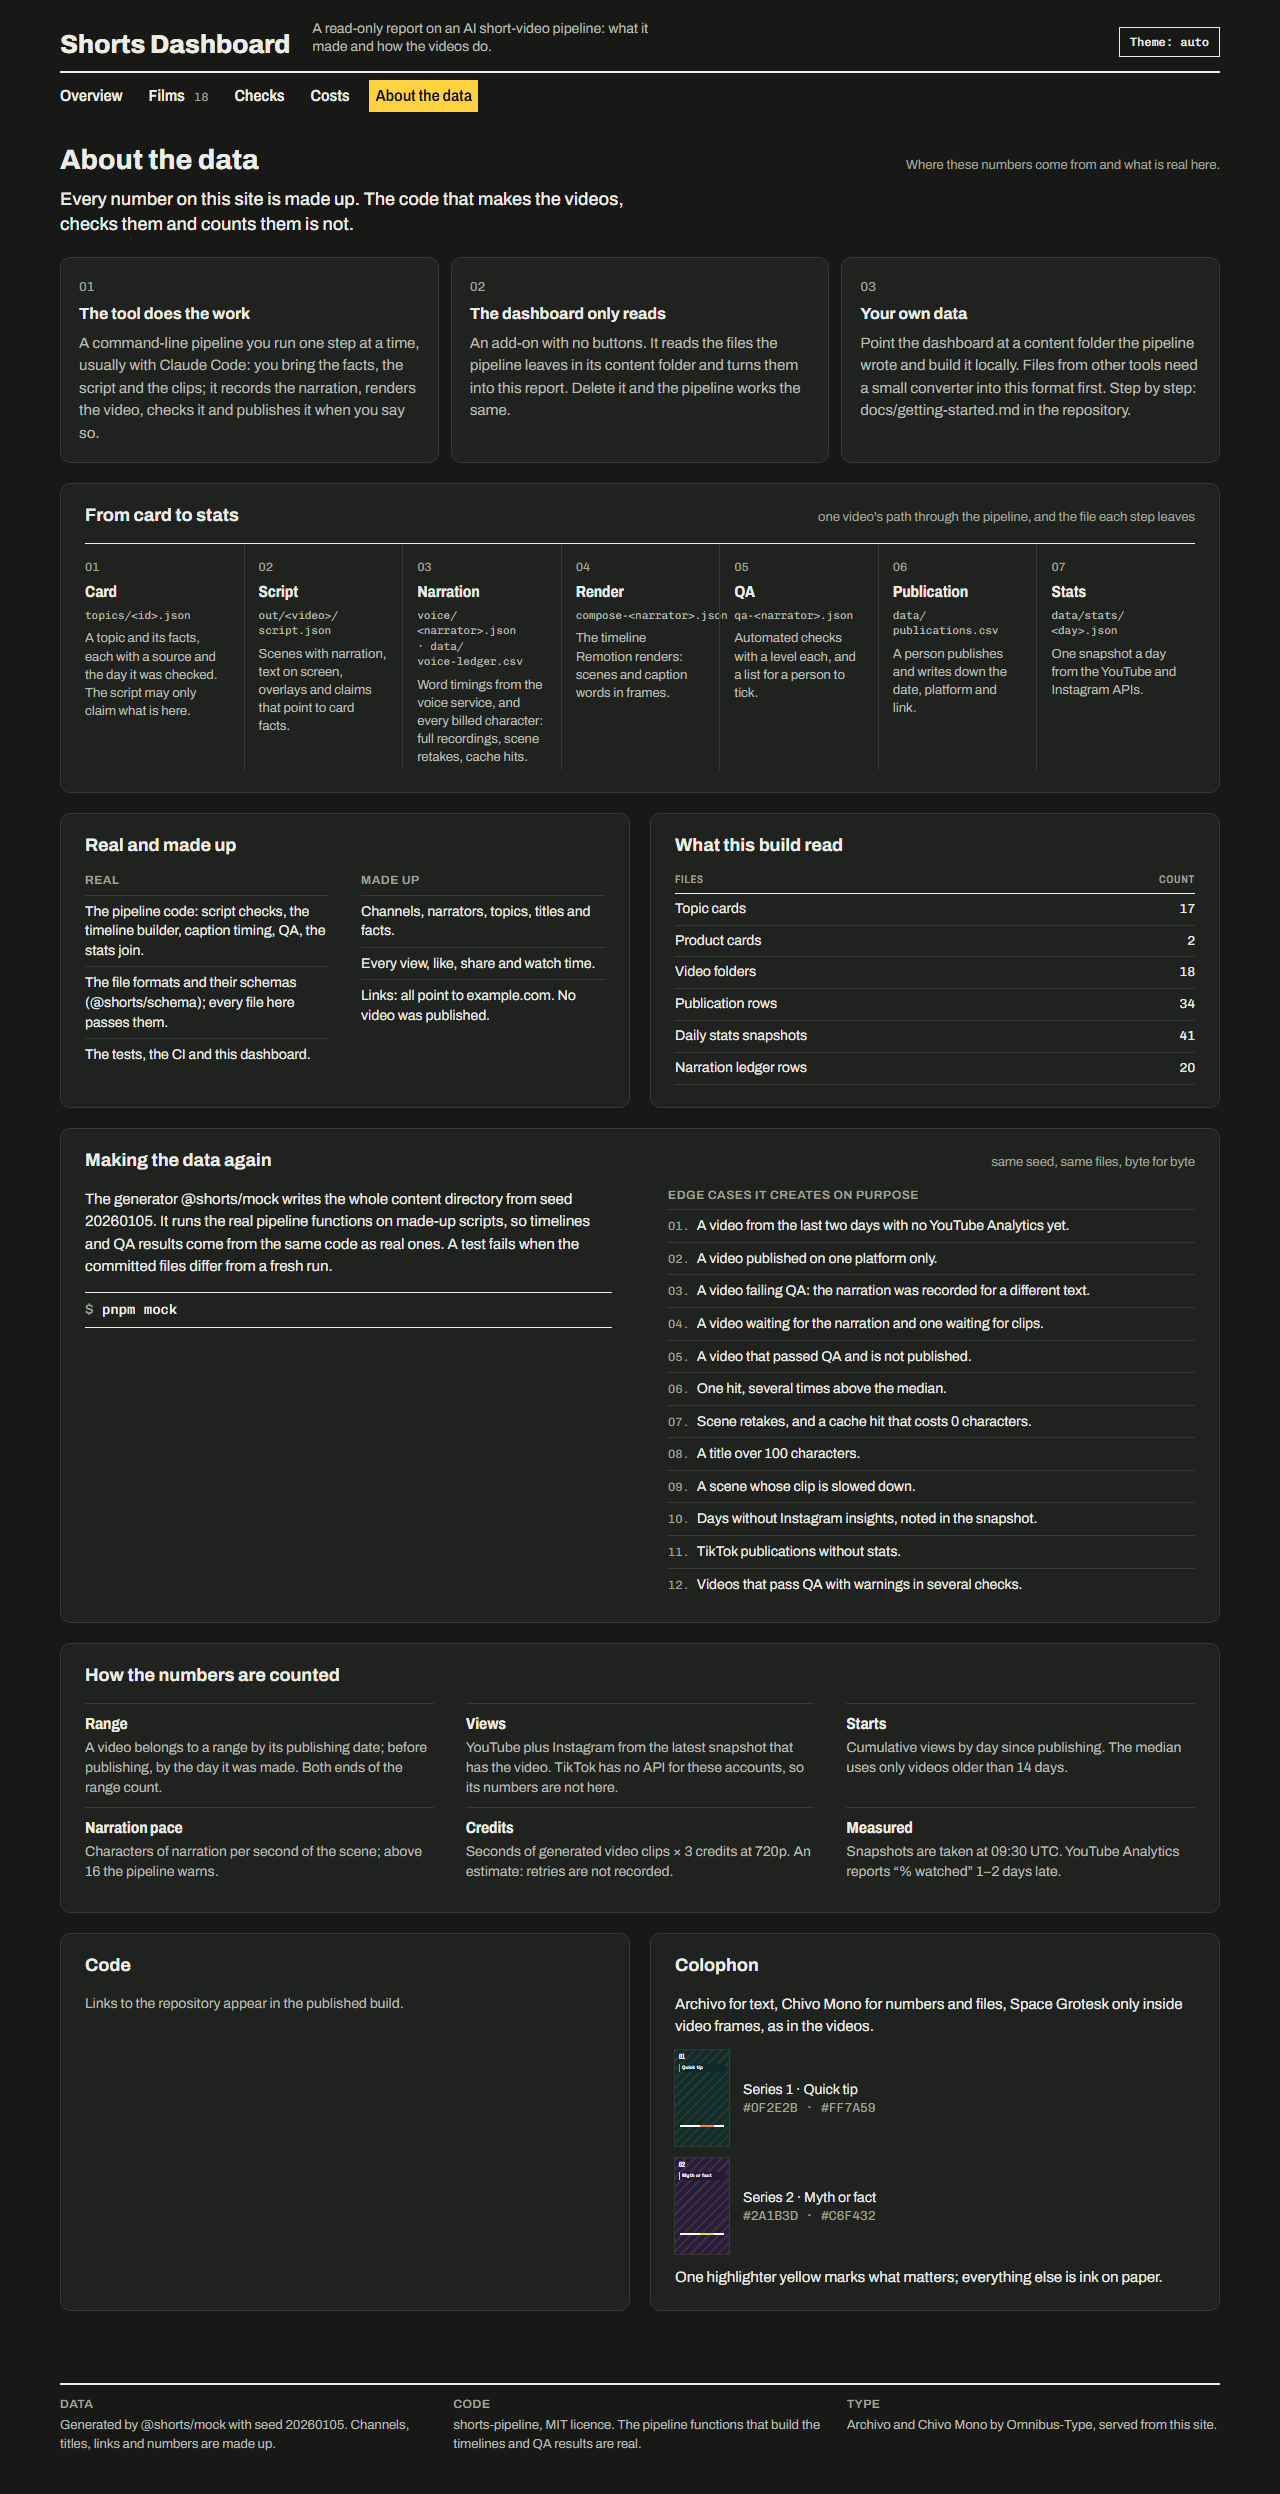 Shorts Dashboard
A read-only report on an AI short-video pipeline: what it
made and how the videos do.
Theme: auto
Overview
Films 18
Checks
Costs
About the data
About the data
Where these numbers come from and what is real here.
Every number on this site is made up. The code that makes the videos,
checks them and counts them is not.
01
The tool does the work
A command-line pipeline you run one step at a time,
usually with Claude Code: you bring the facts, the
script and the clips; it records the narration, renders
the video, checks it and publishes it when you say
so.
02
The dashboard only reads
An add-on with no buttons. It reads the files the
pipeline leaves in its content folder and turns them
into this report. Delete it and the pipeline works the
same.
03
Your own data
Point the dashboard at a content folder the pipeline
wrote and build it locally. Files from other tools need
a small converter into this format first. Step by step:
docs/getting-started.md in the repository.
From card to stats
one video's path through the pipeline, and the file each step leaves
01
Card
topics/<id>.json
A topic and its facts,
each with a source and
the day it was checked.
The script may only
claim what is here.
02
Script
out/<video>/
script.json
Scenes with narration,
text on screen,
overlays and claims
that point to card
facts.
03
Narration
voice/
<narrator>.json
· data/
voice-ledger.csv
Word timings from the
voice service, and
every billed character:
full recordings, scene
retakes, cache hits.
04
Render
compose-<narrator>.json
The timeline
Remotion renders:
scenes and caption
words in frames.
05
QA
qa-<narrator>.json
Automated checks
with a level each, and
a list for a person to
tick.
06
Publication
data/
publications.csv
A person publishes
and writes down the
date, platform and
link.
07
Stats
data/stats/
<day>.json
One snapshot a day
from the YouTube and
Instagram APIs.
Real and made up
REAL
The pipeline code: script checks, the
timeline builder, caption timing, QA, the
stats join.
The file formats and their schemas
(@shorts/schema); every file here
passes them.
The tests, the CI and this dashboard.
MADE UP
Channels, narrators, topics, titles and
facts.
Every view, like, share and watch time.
Links: all point to example.com. No
video was published.
What this build read
FILES COUNT
Topic cards 17
Product cards 2
Video folders 18
Publication rows 34
Daily stats snapshots 41
Narration ledger rows 20
Making the data again
same seed, same files, byte for byte
The generator @shorts/mock writes the whole content directory from seed
20260105. It runs the real pipeline functions on made-up scripts, so timelines
and QA results come from the same code as real ones. A test fails when the
committed files differ from a fresh run.
$ pnpm mock
EDGE CASES IT CREATES ON PURPOSE
01. A video from the last two days with no YouTube Analytics yet.
02. A video published on one platform only.
03. A video failing QA: the narration was recorded for a different text.
04. A video waiting for the narration and one waiting for clips.
05. A video that passed QA and is not published.
06. One hit, several times above the median.
07. Scene retakes, and a cache hit that costs 0 characters.
08. A title over 100 characters.
09. A scene whose clip is slowed down.
10. Days without Instagram insights, noted in the snapshot.
11. TikTok publications without stats.
12. Videos that pass QA with warnings in several checks.
How the numbers are counted
Range
A video belongs to a range by its publishing date; before
publishing, by the day it was made. Both ends of the
range count.
Views
YouTube plus Instagram from the latest snapshot that
has the video. TikTok has no API for these accounts, so
its numbers are not here.
Starts
Cumulative views by day since publishing. The median
uses only videos older than 14 days.
Narration pace
Characters of narration per second of the scene; above
16 the pipeline warns.
Credits
Seconds of generated video clips × 3 credits at 720p. An
estimate: retries are not recorded.
Measured
Snapshots are taken at 09:30 UTC. YouTube Analytics
reports “% watched” 1–2 days late.
Code
Links to the repository appear in the published build.
Colophon
Archivo for text, Chivo Mono for numbers and files, Space Grotesk only inside
video frames, as in the videos.
01
Quick tip
Series 1 · Quick tip
#0F2E2B · #FF7A59
02
Myth or fact
Series 2 · Myth or fact
#2A1B3D · #C6F432
One highlighter yellow marks what matters; everything else is ink on paper.
DATA
Generated by @shorts/mock with seed 20260105. Channels,
titles, links and numbers are made up.
CODE
shorts-pipeline, MIT licence. The pipeline functions that build the
timelines and QA results are real.
TYPE
Archivo and Chivo Mono by Omnibus-Type, served from this site.